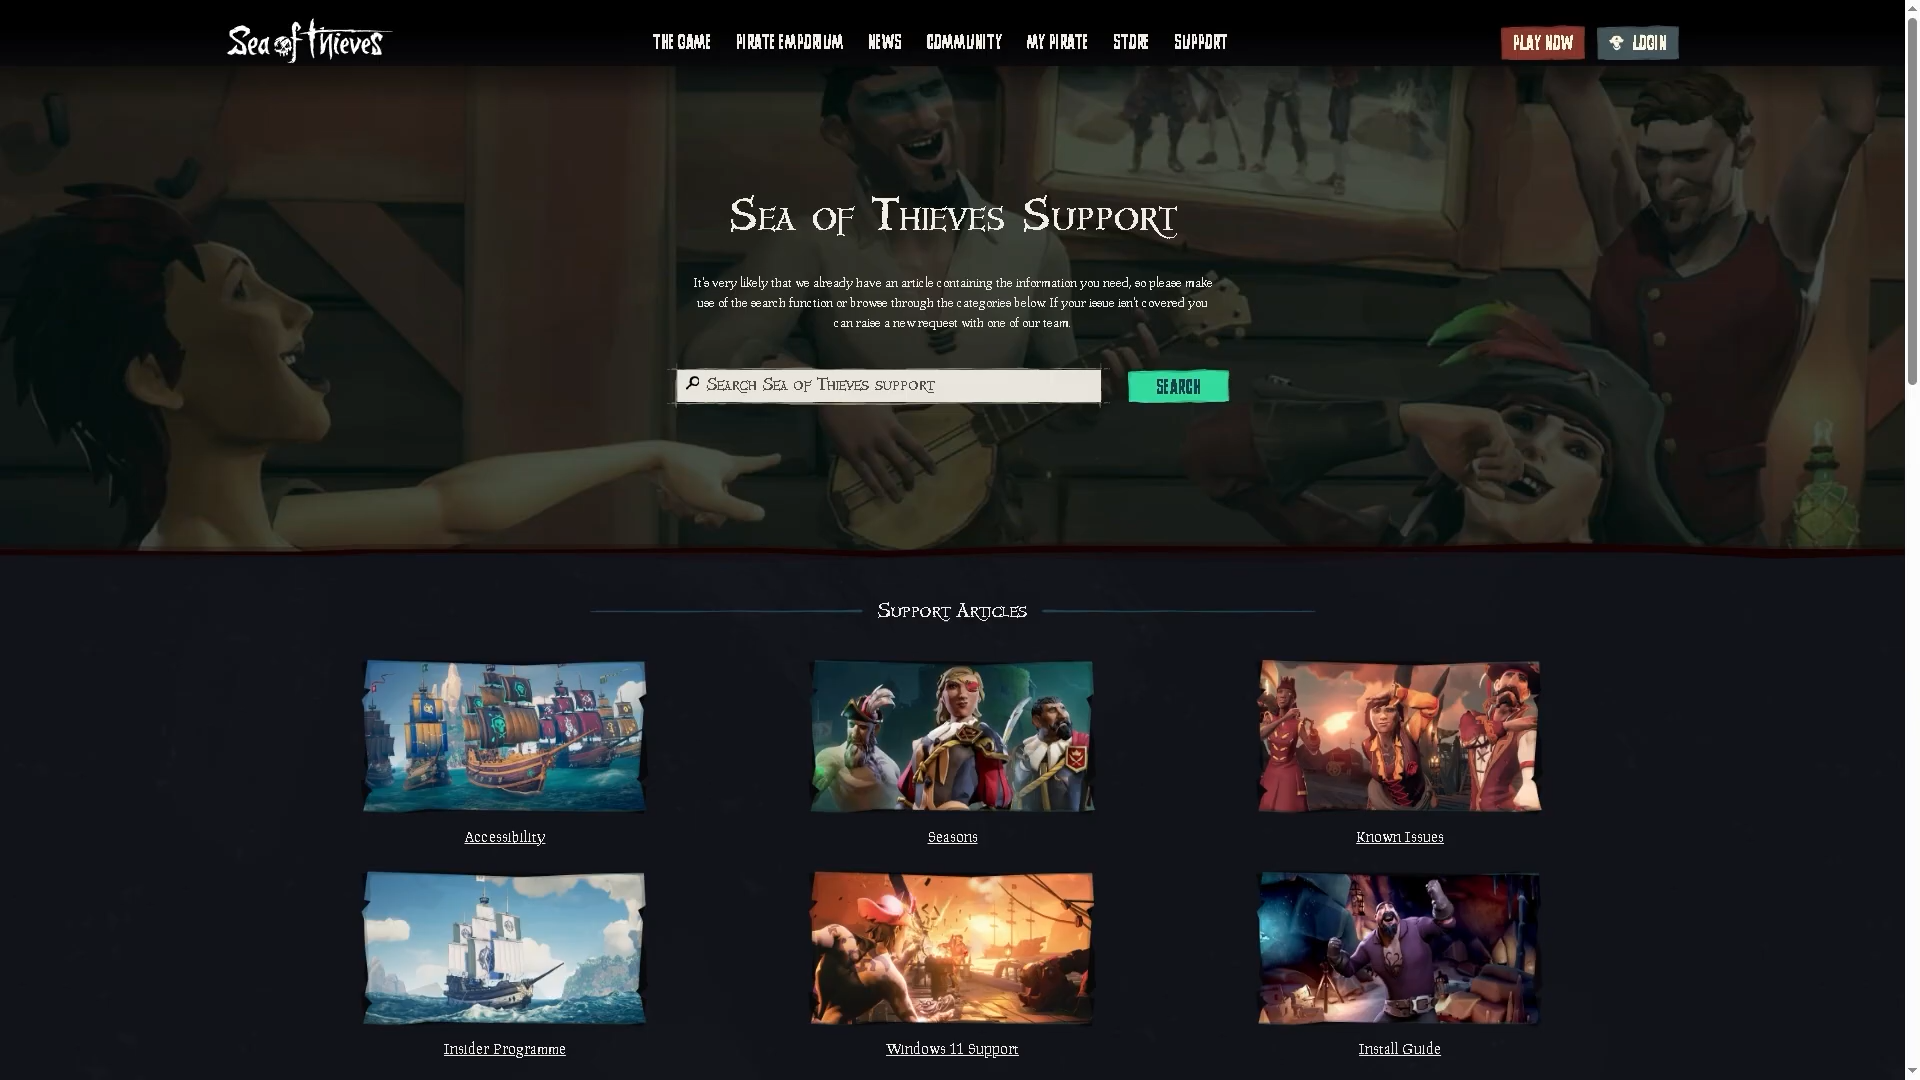 Sea of Thieves
THE GAME PIRATE EMPORIUM NEWS COMMUNITY MY PIRATE STORE SUPPORT
PLAY NOW LOGIN
Sea of Thieves Support
It's very likely that we already have an article containing the information you need, so please make
use of the search function or browse through the categories below. If your issue isn't covered you
can raise a new request with one of our team.
Search Sea of Thieves support
SEARCH
Support Articles
Accessibility
Seasons
Known Issues
Insider Programme
Windows 11 Support
Install Guide